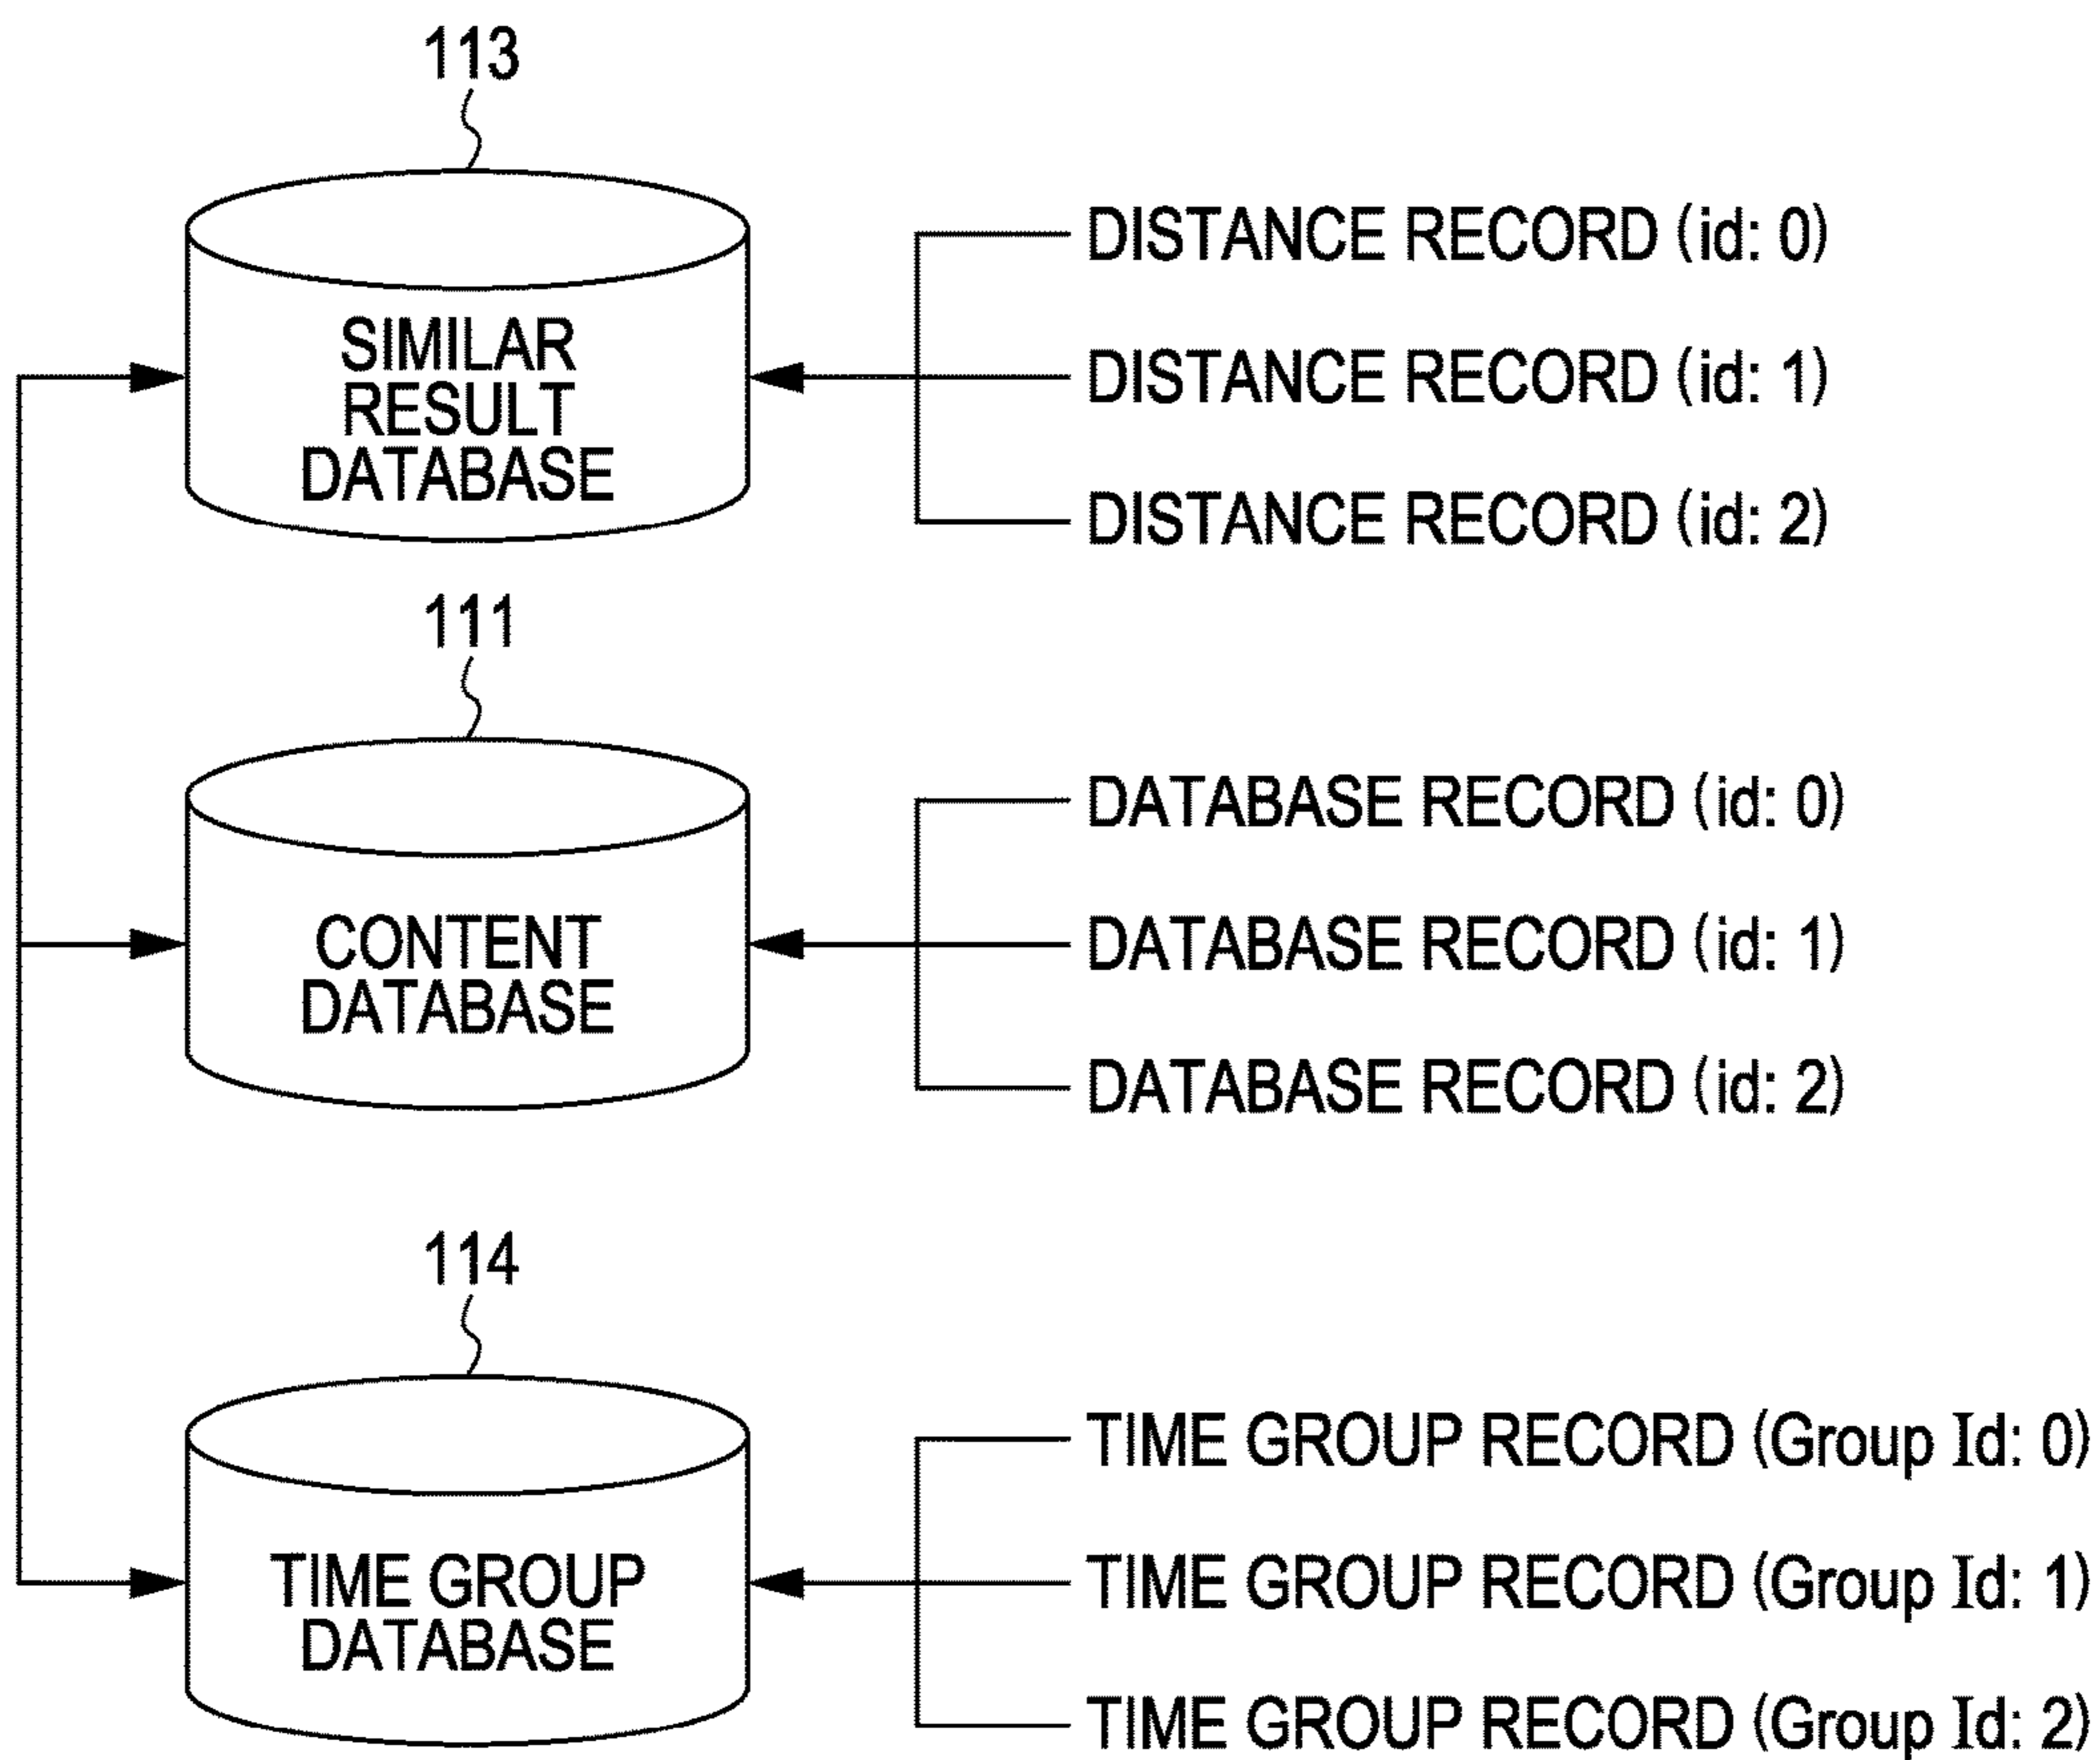 113
SIMILAR
RESULT
DATABASE
DISTANCE RECORD (id: 0)
DISTANCE RECORD (id: 1)
DISTANCE RECORD (id: 2)
111
CONTENT
DATABASE
DATABASE RECORD (id: 0)
DATABASE RECORD (id: 1)
DATABASE RECORD (id: 2)
114
TIME GROUP
DATABASE
TIME GROUP RECORD (Group Id: 0)
TIME GROUP RECORD (Group Id: 1)
TIME GROUP RECORD (Group Id: 2)